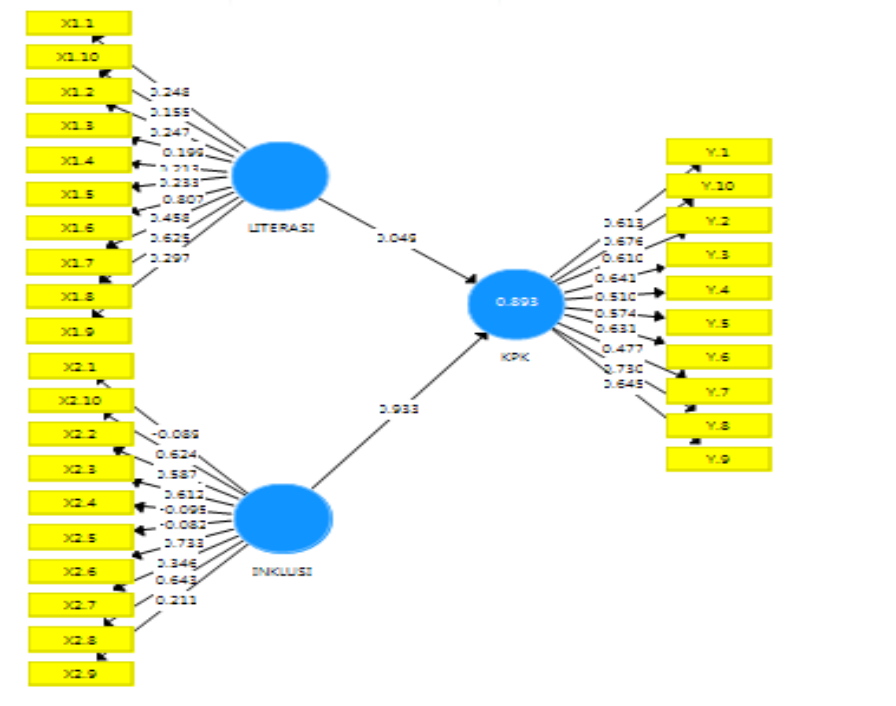 X1.1
X1.10
X1.2
X1.3
X1.4
X1.5
X1.6
X1.7
X1.8
X1.9
0.248
0.155
0.247
0.199
0.213
0.233
0.807
0.458
0.625
0.297
LITERASI
X2.1
X2.10
X2.2
X2.3
X2.4
X2.5
X2.6
X2.7
X2.8
X2.9
-0.089
0.624
0.587
0.612
-0.095
-0.082
0.733
0.346
0.643
0.211
INKLUSI
0.049
0.933
0.893
KPK
0.613
0.676
0.610
0.641
0.510
0.574
0.631
0.477
0.730
0.645
Y.1
Y.10
Y.2
Y.3
Y.4
Y.5
Y.6
Y.7
Y.8
Y.9